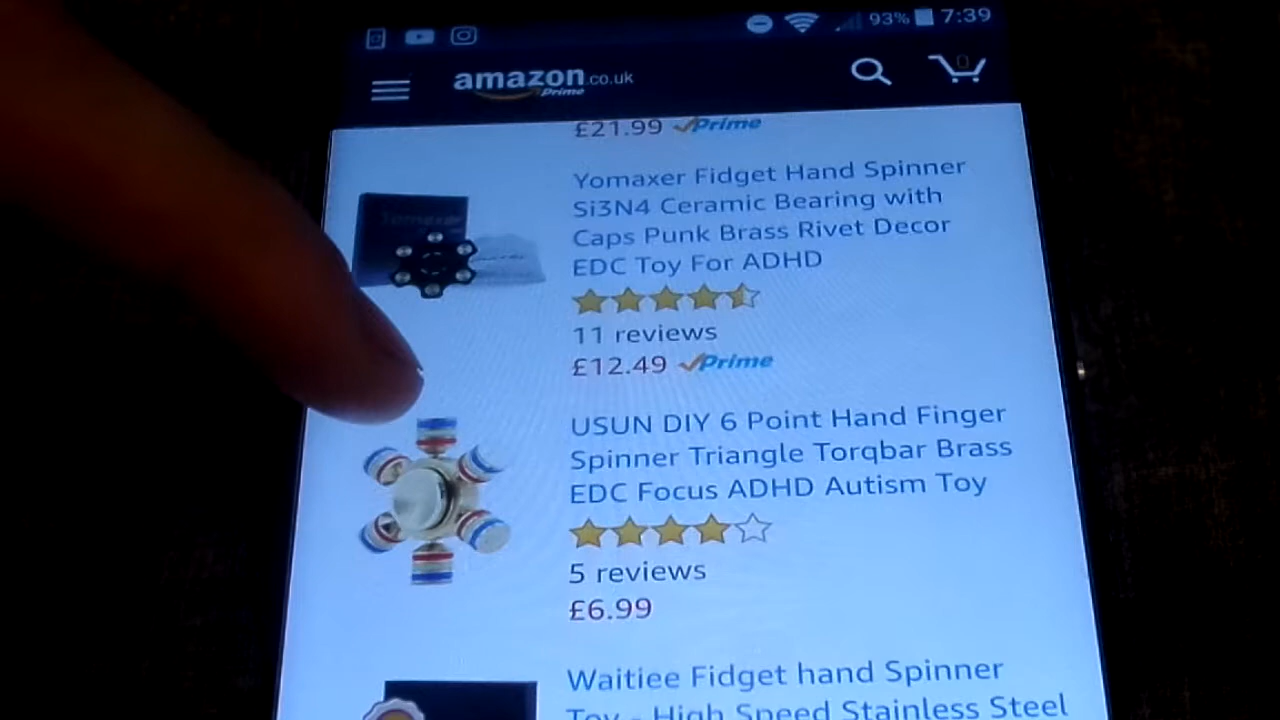 93% 7:39
amazon.co.uk
Prime
0
£21.99 Prime
Yomaxer Fidget Hand Spinner
Si3N4 Ceramic Bearing with
Caps Punk Brass Rivet Decor
EDC Toy For ADHD
11 reviews
£12.49 Prime
USUN DIY 6 Point Hand Finger
Spinner Triangle Torqbar Brass
EDC Focus ADHD Autism Toy
5 reviews
£6.99
Waitiee Fidget hand Spinner
Toy - High Speed Stainless Steel